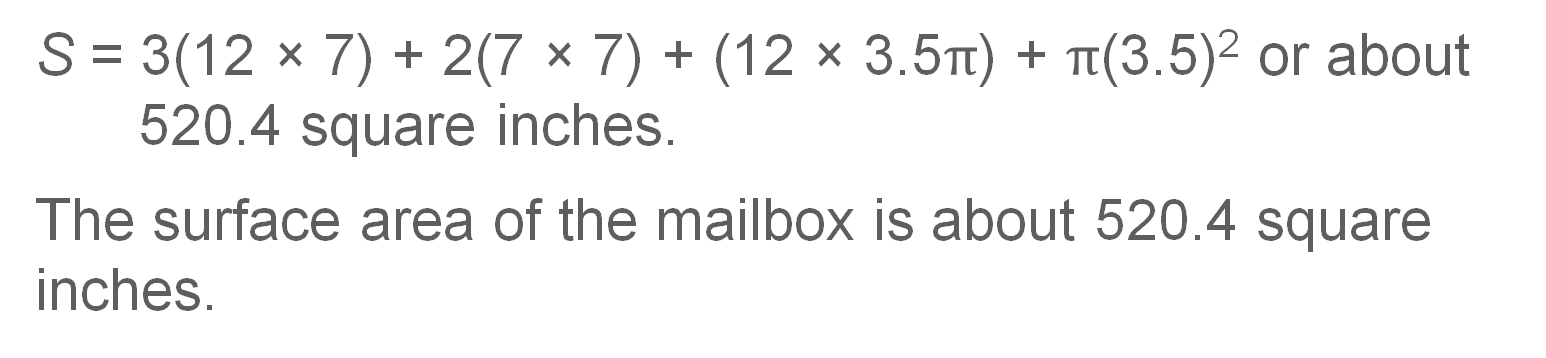 S = 3(12 × 7) + 2(7 × 7) + (12 × 3.5π) + π(3.5)² or about
520.4 square inches.
The surface area of the mailbox is about 520.4 square
inches.